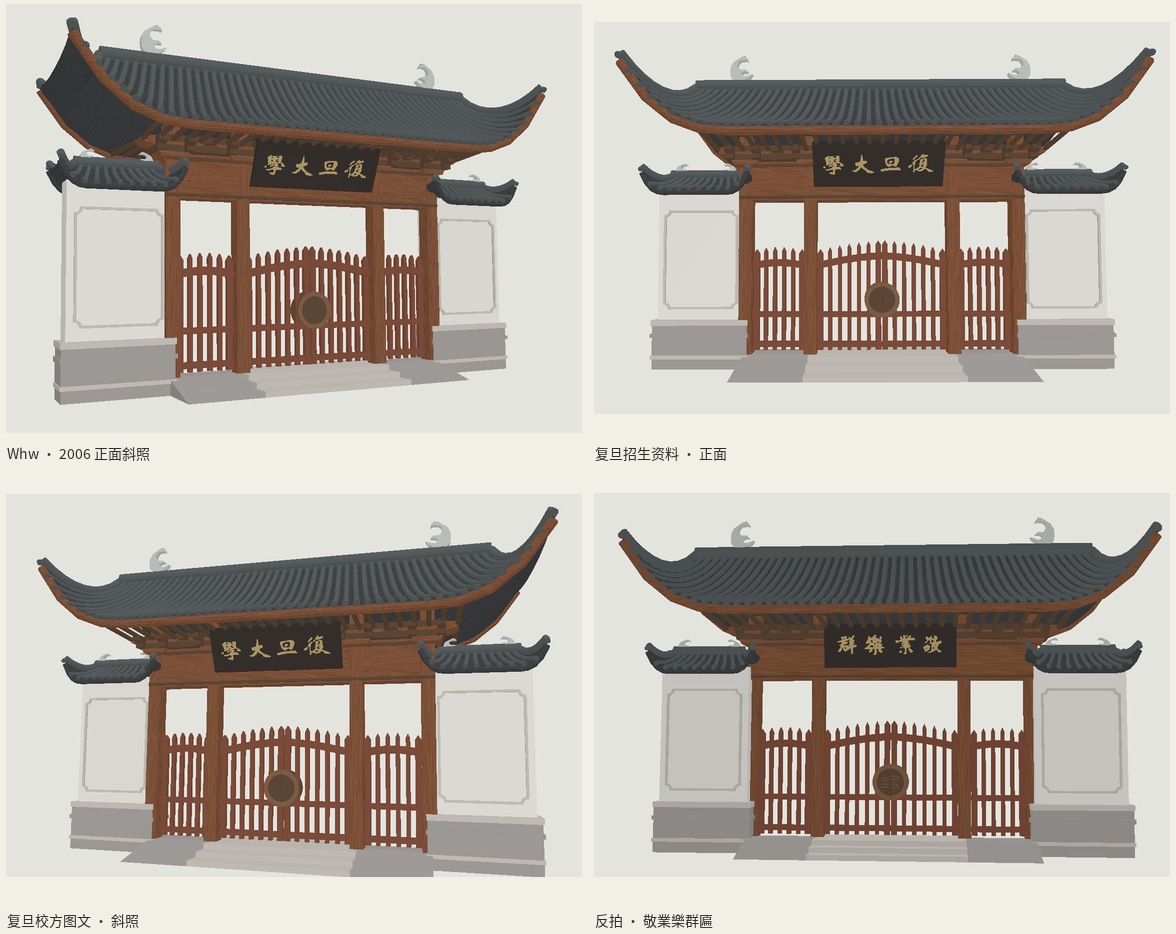 復旦大學
Whw · 2006 正面斜照
復旦大學
复旦招生资料 · 正面
復旦大學
复旦校方图文 · 斜照
敬業樂群
反拍 · 敬業樂群匾